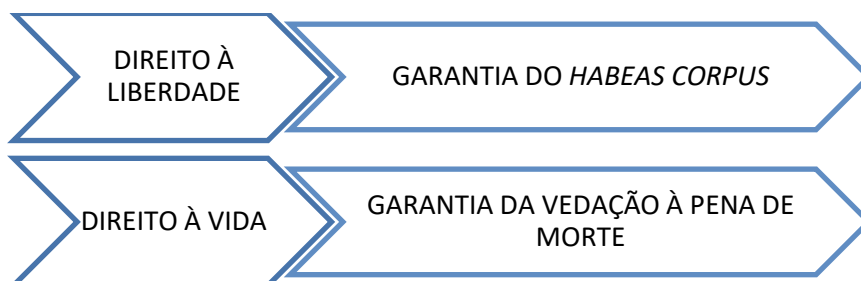 DIREITO À
LIBERDADE
GARANTIA DO HABEAS CORPUS
DIREITO À VIDA
GARANTIA DA VEDAÇÃO À PENA DE
MORTE